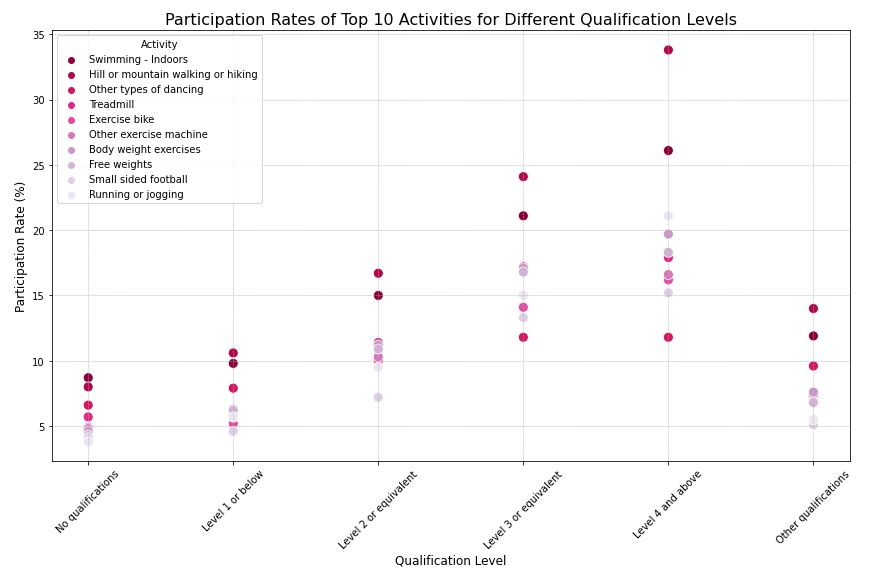 Participation Rates of Top 10 Activities for Different Qualification Levels
Participation Rate (%)
35
30
25
20
15
10
5
Activity
Swimming - Indoors
Hill or mountain walking or hiking
Other types of dancing
Treadmill
Exercise bike
Other exercise machine
Body weight exercises
Free weights
Small sided football
Running or jogging
No qualifications
Level 1 or below
Level 2 or equivalent
Level 3 or equivalent
Level 4 and above
Other qualifications
Qualification Level